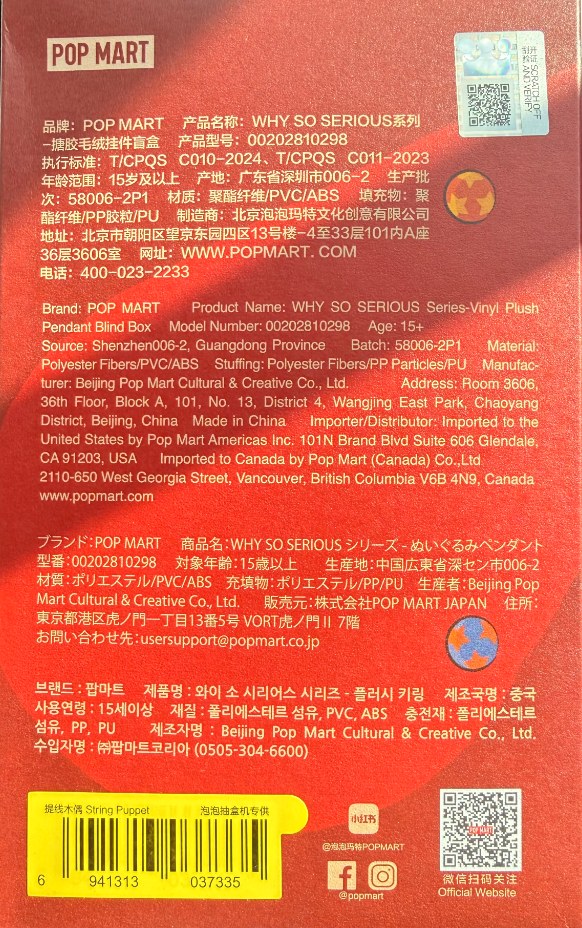 POP MART
开此刮验
SCRATCH OFF
AND VERIFY
品牌：POP MART 产品名称：WHY SO SERIOUS系列
-搪胶毛绒挂件盲盒 产品型号：00202810298
执行标准：T/CPQS C010-2024、T/CPQS C011-2023
年龄范围：15岁及以上 产地：广东省深圳市006-2 生产批
次：58006-2P1 材质：聚酯纤维/PVC/ABS 填充物：聚
酯纤维/PP胶粒/PU 制造商：北京泡泡玛特文化创意有限公司
地址：北京市朝阳区望京东园四区13号楼-4至33层101内A座
36层3606室 网址：WWW.POPMART.COM
电话：400-023-2233
Brand: POP MART Product Name: WHY SO SERIOUS Series-Vinyl Plush
Pendant Blind Box Model Number: 00202810298 Age: 15+
Source: Shenzhen006-2, Guangdong Province Batch: 58006-2P1 Material:
Polyester Fibers/PVC/ABS Stuffing: Polyester Fibers/PP Particles/PU Manufac-
turer: Beijing Pop Mart Cultural & Creative Co., Ltd. Address: Room 3606,
36th Floor, Block A, 101, No. 13, District 4, Wangjing East Park, Chaoyang
District, Beijing, China Made in China Importer/Distributor: Imported to the
United States by Pop Mart Americas Inc. 101N Brand Blvd Suite 606 Glendale,
CA 91203, USA Imported to Canada by Pop Mart (Canada) Co.,Ltd
2110-650 West Georgia Street, Vancouver, British Columbia V6B 4N9, Canada
www.popmart.com
ブランド：POP MART 商品名：WHY SO SERIOUS シリーズ - ぬいぐるみペンダント
型番：00202810298 対象年齢：15歳以上 生産地：中国広東省深セン市006-2
材質：ポリエステル/PVC/ABS 充填物：ポリエステル/PP/PU 生産者：Beijing Pop
Mart Cultural & Creative Co., Ltd. 販売元：株式会社POP MART JAPAN 住所：
東京都港区虎ノ門一丁目13番5号 VORT虎ノ門Ⅱ 7階
お問い合わせ先：usersupport@popmart.co.jp
브랜드 : 팝마트 제품명 : 와이 소 시리어스 시리즈 - 플러시 키링 제조국명 : 중국
사용연령 : 15세이상 재질 : 폴리에스테르 섬유, PVC, ABS 충전재 : 폴리에스테르
섬유, PP, PU 제조자명 : Beijing Pop Mart Cultural & Creative Co., Ltd.
수입자명 : ㈜팝마트코리아 (0505-304-6600)
提线木偶 String Puppet 泡泡抽盒机专供
6 941313 037335
小红书
@泡泡玛特POPMART
@popmart
POP MART
微信扫码关注
Official Website